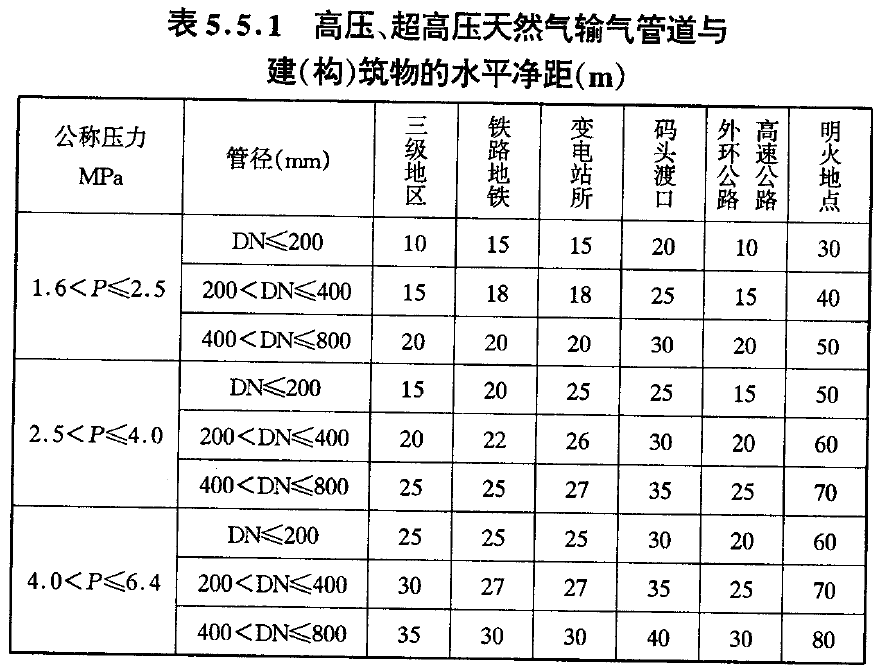 表5.5.1 高压、超高压天然气输气管道与
建(构)筑物的水平净距(m)
公称压力 MPa 管径(mm) 三级地区 铁路地铁 变电站所 码头渡口 外环公路 高速公路 明火地点
1.6<P≤2.5 DN≤200 10 15 15 20 10 30
200<DN≤400 15 18 18 25 15 40
400<DN≤800 20 20 20 30 20 50
2.5<P≤4.0 DN≤200 15 20 25 25 15 50
200<DN≤400 20 22 26 30 20 60
400<DN≤800 25 25 27 35 25 70
4.0<P≤6.4 DN≤200 25 25 25 30 20 60
200<DN≤400 30 27 27 35 25 70
400<DN≤800 35 30 30 40 30 80